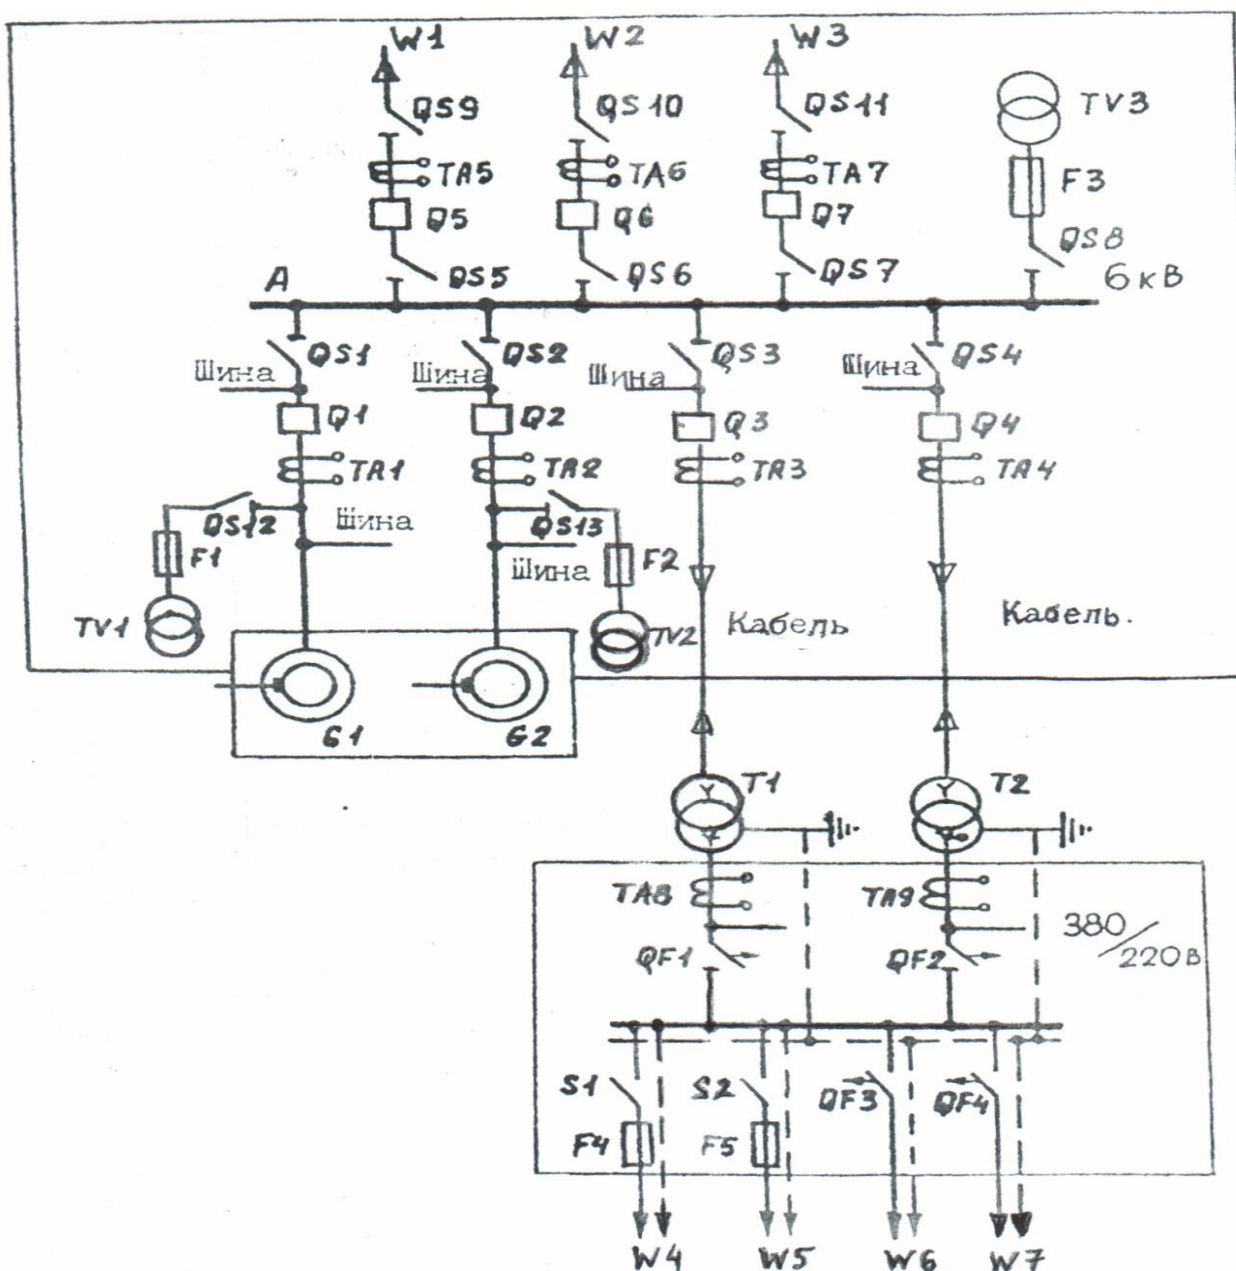 W1 W2 W3
QS9 QS10 QS11 TV3
TA5 TA6 TA7 F3
Q5 Q6 Q7
QS8
QS5 QS6 QS7
A 6кВ
QS1 QS2 QS3 QS4
Шина Шина Шина Шина
Q1 Q2 Q3 Q4
TA1 TA2 TA3 TA4
QS12 Шина QS13
F1 Шина F2
TV1 TV2 Кабель Кабель.
G1 G2
T1 T2
TA8 TA9
380/220В
QF1 QF2
S1 S2 QF3 QF4
F4 F5
W4 W5 W6 W7